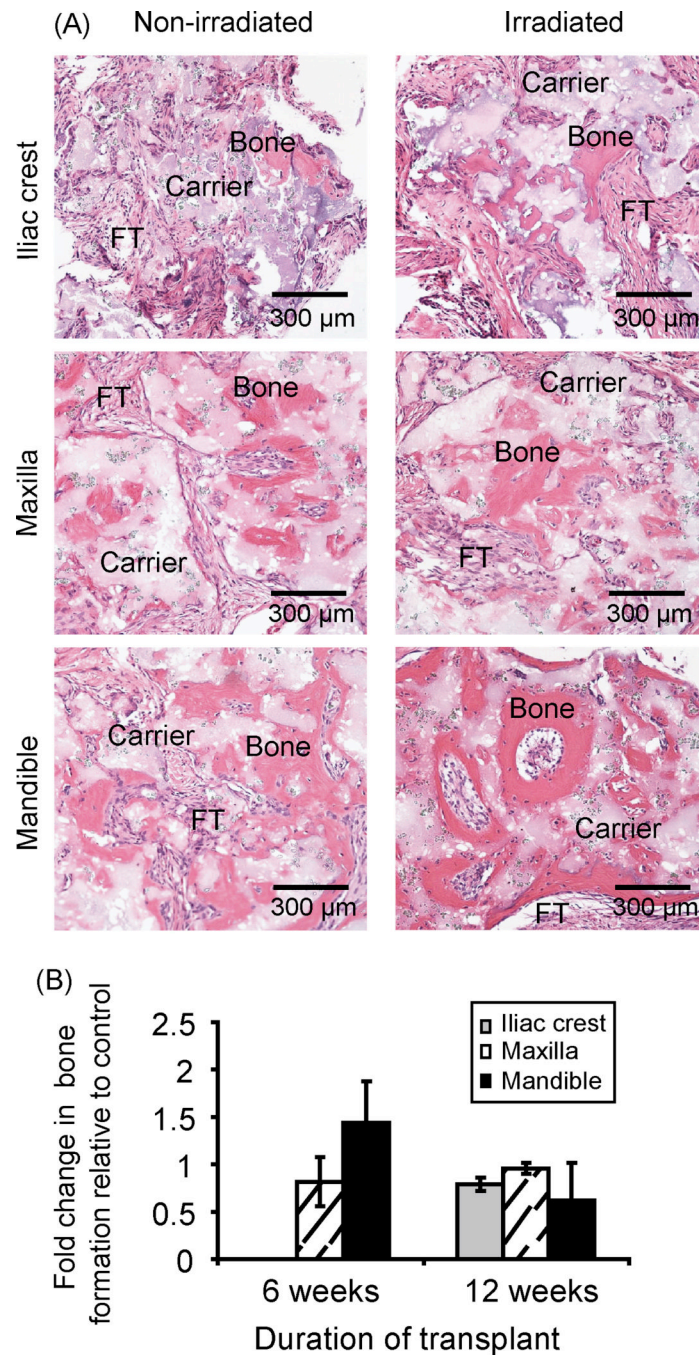 (A)
Non-irradiated
Irradiated
Iliac crest
Bone
Carrier
FT
300 µm
Carrier
Bone
FT
300 µm
Maxilla
FT
Bone
Carrier
300 µm
Carrier
Bone
FT
300 µm
Mandible
Carrier
Bone
FT
300 µm
Bone
Carrier
FT
300 µm
(B)
Fold change in bone
formation relative to control
2.5
2
1.5
1
0.5
0
Iliac crest
Maxilla
Mandible
6 weeks
12 weeks
Duration of transplant